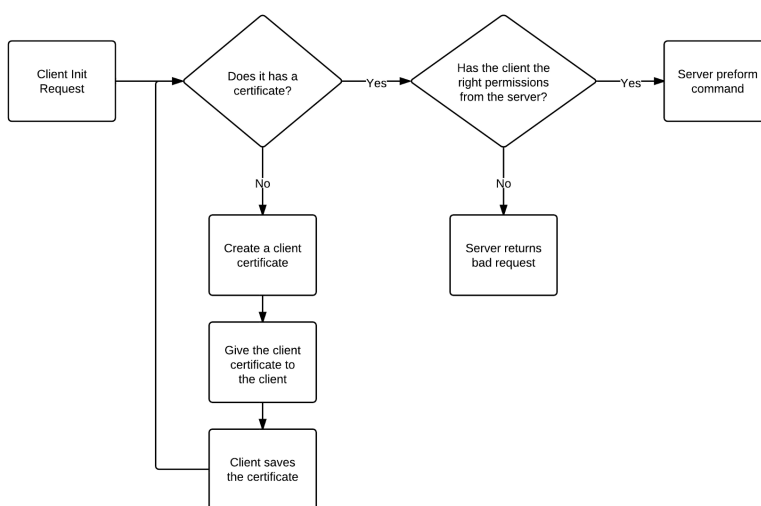 Client Init
Request
Does it has a
certificate?
Yes
Has the client the
right permissions
from the server?
Yes
Server preform
command
No
No
Create a client
certificate
Server returns
bad request
Give the client
certificate to
the client
Client saves
the certificate